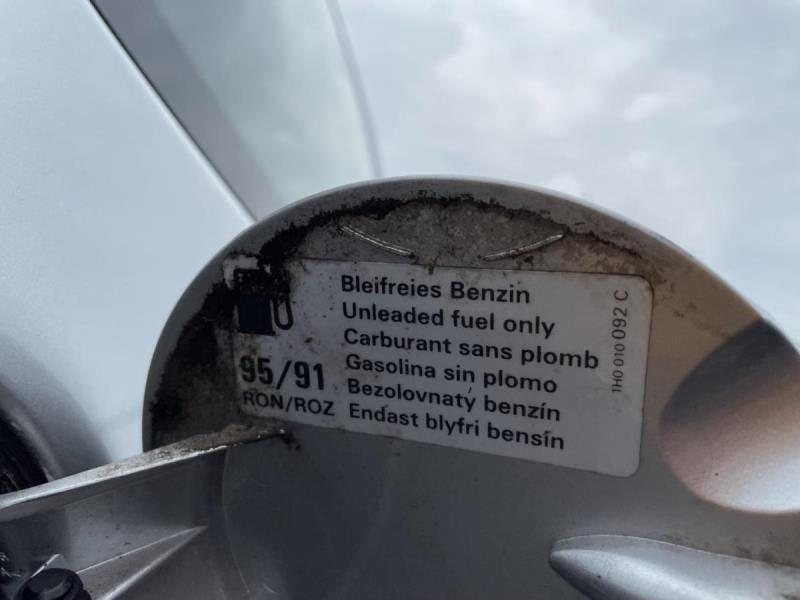 Bleifreies Benzin
Unleaded fuel only
Carburant sans plomb
Gasolina sin plomo
Bezolovnatý benzín
Endast blyfri bensín
95/91
RON/ROZ
1H0 010 092 C